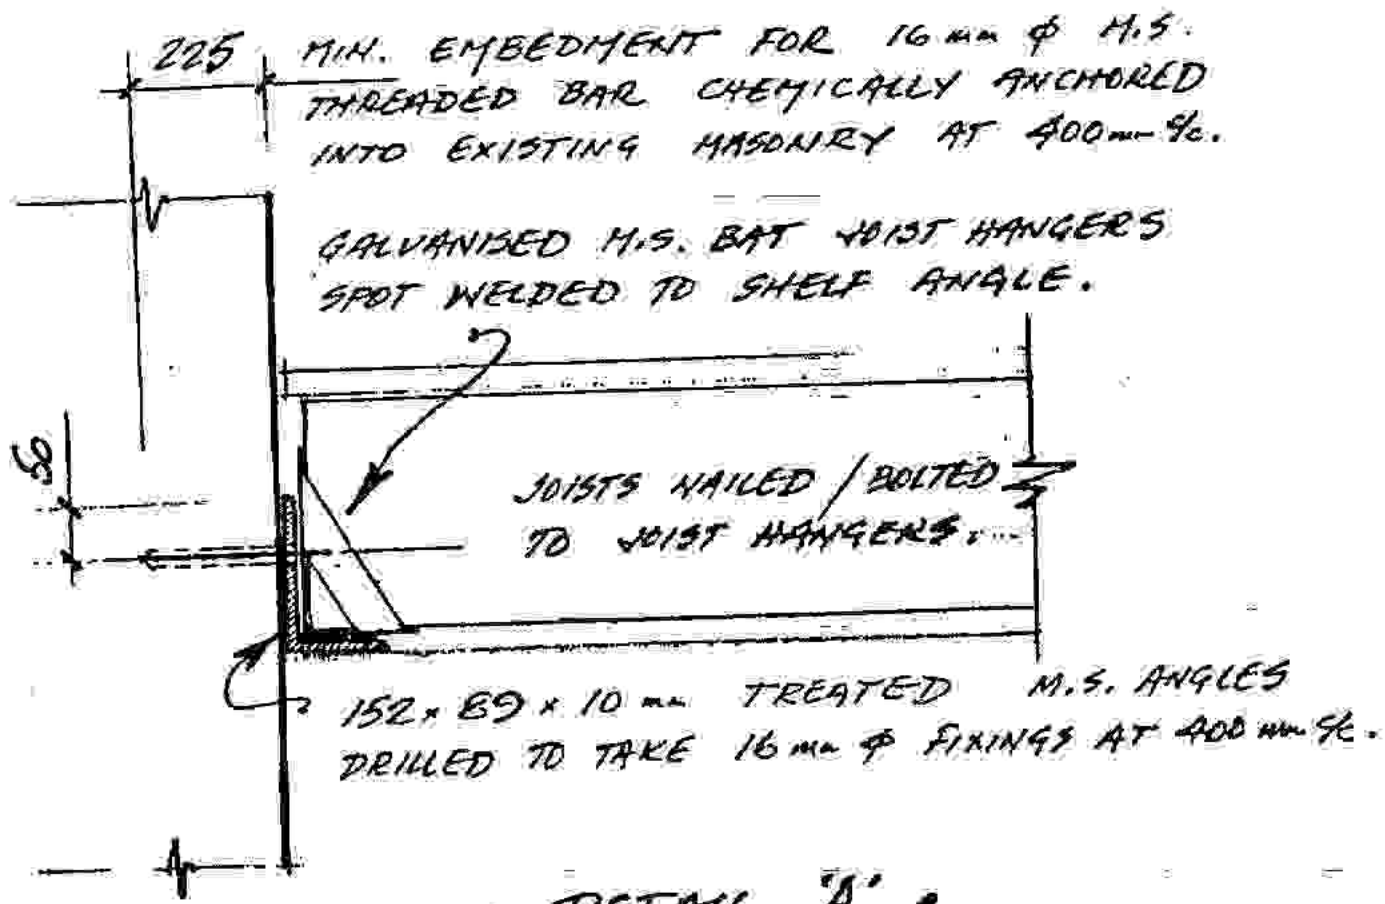 225
MIN. EMBEDMENT FOR 16 mm φ M.S.
THREADED BAR CHEMICALLY ANCHORED
INTO EXISTING MASONRY AT 400mm c/c.
GALVANISED M.S. BAT JOIST HANGERS
SPOT WELDED TO SHELF ANGLE.
50
JOISTS NAILED / BOLTED
TO JOIST HANGERS.
152 x 89 x 10 mm TREATED M.S. ANGLES
DRILLED TO TAKE 16 mm φ FIXINGS AT 400 mm c/c.
DETAIL 'A'.